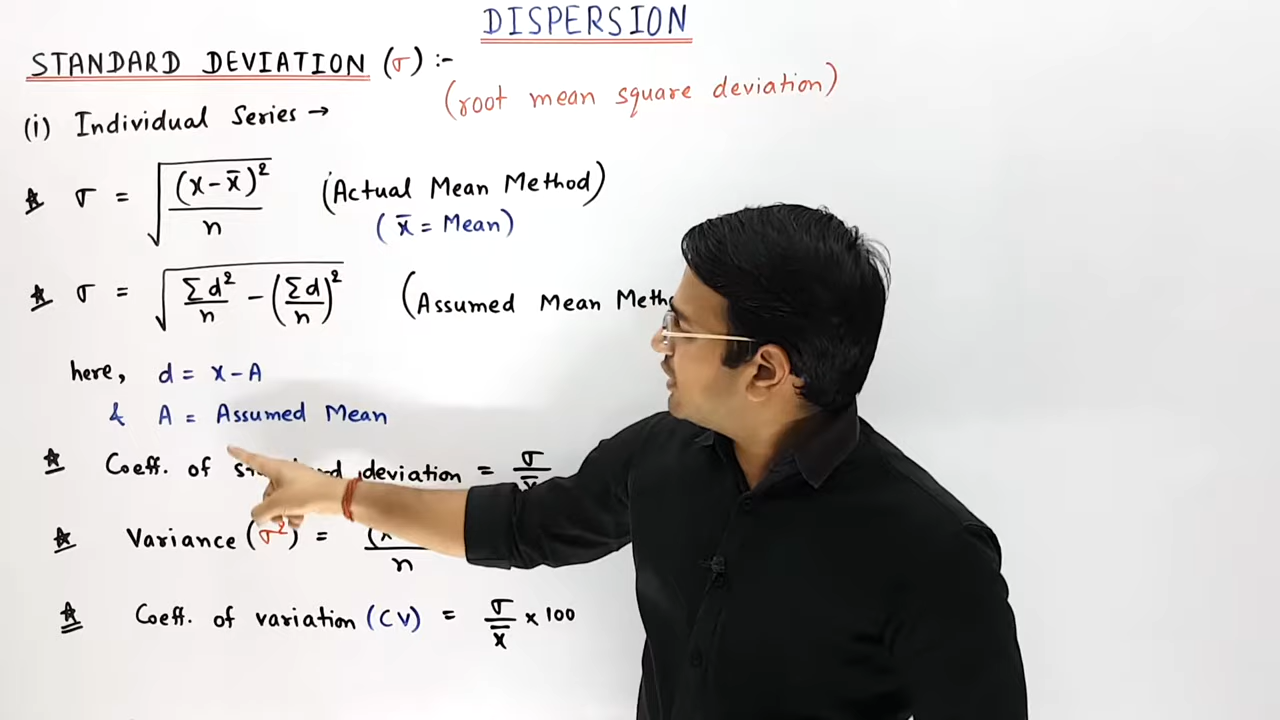 DISPERSION
STANDARD DEVIATION (σ) :-
(root mean square deviation)
(i) Individual Series →
★ σ = √((x-x̄)²/n) (Actual Mean Method)
(x̄ = Mean)
★ σ = √(Σd²/n - (Σd/n)²) (Assumed Mean
here, d = x-A
& A = Assumed Mean
★ Coeff. of deviation = σ/x̄
★ Variance (σ²) = (x / n
★ Coeff. of variation (CV) = σ/x̄ × 100